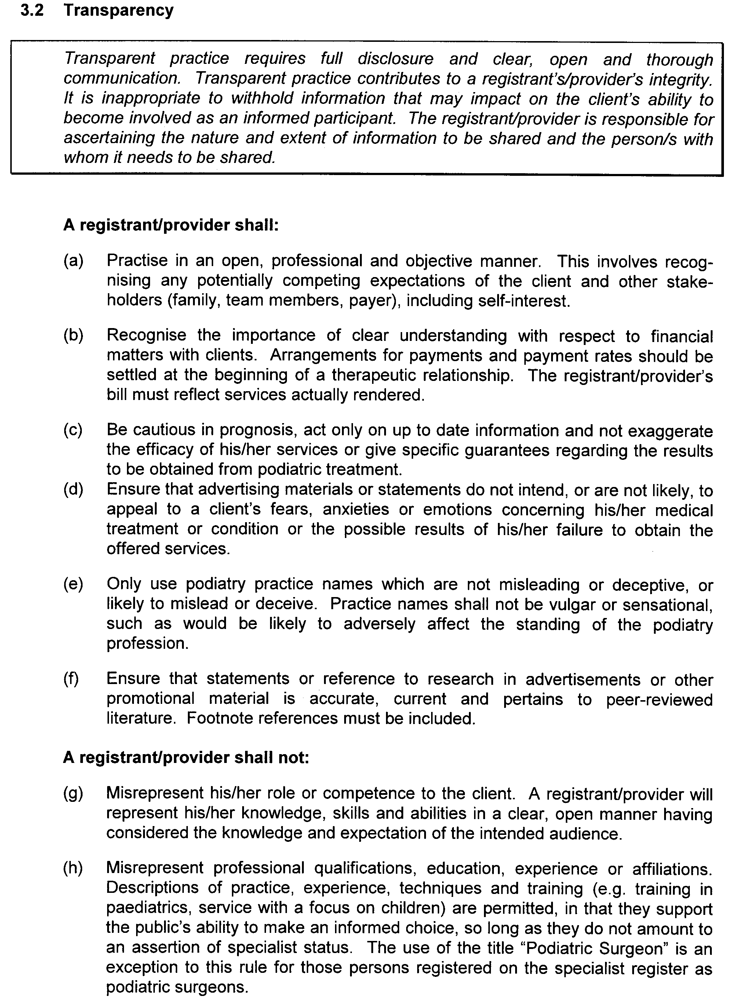 3.2 Transparency
Transparent practice requires full disclosure and clear, open and thorough
communication. Transparent practice contributes to a registrant's/provider's integrity.
It is inappropriate to withhold information that may impact on the client's ability to
become involved as an informed participant. The registrant/provider is responsible for
ascertaining the nature and extent of information to be shared and the person/s with
whom it needs to be shared.
A registrant/provider shall:
(a) Practise in an open, professional and objective manner. This involves recog-
nising any potentially competing expectations of the client and other stake-
holders (family, team members, payer), including self-interest.
(b) Recognise the importance of clear understanding with respect to financial
matters with clients. Arrangements for payments and payment rates should be
settled at the beginning of a therapeutic relationship. The registrant/provider's
bill must reflect services actually rendered.
(c) Be cautious in prognosis, act only on up to date information and not exaggerate
the efficacy of his/her services or give specific guarantees regarding the results
to be obtained from podiatric treatment.
(d) Ensure that advertising materials or statements do not intend, or are not likely, to
appeal to a client's fears, anxieties or emotions concerning his/her medical
treatment or condition or the possible results of his/her failure to obtain the
offered services.
(e) Only use podiatry practice names which are not misleading or deceptive, or
likely to mislead or deceive. Practice names shall not be vulgar or sensational,
such as would be likely to adversely affect the standing of the podiatry
profession.
(f) Ensure that statements or reference to research in advertisements or other
promotional material is accurate, current and pertains to peer-reviewed
literature. Footnote references must be included.
A registrant/provider shall not:
(g) Misrepresent his/her role or competence to the client. A registrant/provider will
represent his/her knowledge, skills and abilities in a clear, open manner having
considered the knowledge and expectation of the intended audience.
(h) Misrepresent professional qualifications, education, experience or affiliations.
Descriptions of practice, experience, techniques and training (e.g. training in
paediatrics, service with a focus on children) are permitted, in that they support
the public's ability to make an informed choice, so long as they do not amount to
an assertion of specialist status. The use of the title “Podiatric Surgeon” is an
exception to this rule for those persons registered on the specialist register as
podiatric surgeons.